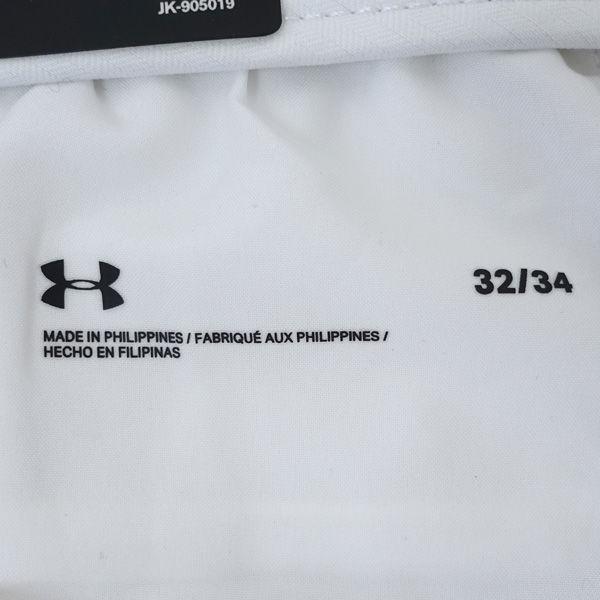 JK-905019
32/34
MADE IN PHILIPPINES / FABRIQUÉ AUX PHILIPPINES /
HECHO EN FILIPINAS